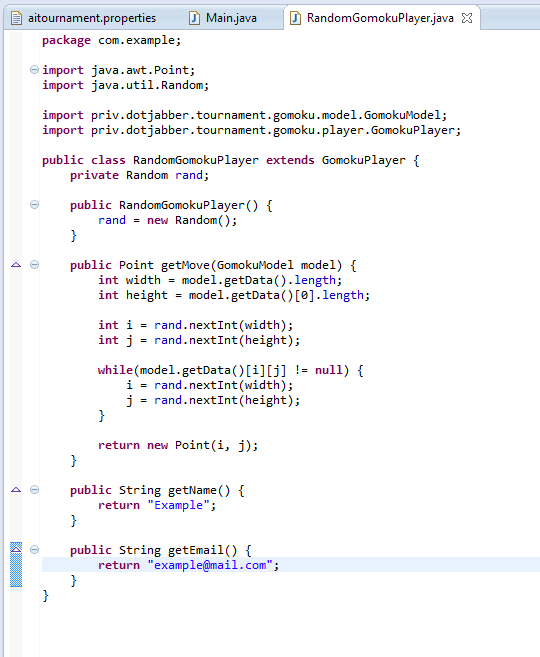 aitournament.properties Main.java RandomGomokuPlayer.java
package com.example;
import java.awt.Point;
import java.util.Random;
import priv.dotjabber.tournament.gomoku.model.GomokuModel;
import priv.dotjabber.tournament.gomoku.player.GomokuPlayer;
public class RandomGomokuPlayer extends GomokuPlayer {
    private Random rand;
    public RandomGomokuPlayer() {
        rand = new Random();
    }
    public Point getMove(GomokuModel model) {
        int width = model.getData().length;
        int height = model.getData()[0].length;
        int i = rand.nextInt(width);
        int j = rand.nextInt(height);
        while(model.getData()[i][j] != null) {
            i = rand.nextInt(width);
            j = rand.nextInt(height);
        }
        return new Point(i, j);
    }
    public String getName() {
        return "Example";
    }
    public String getEmail() {
        return "example@mail.com";
    }
}